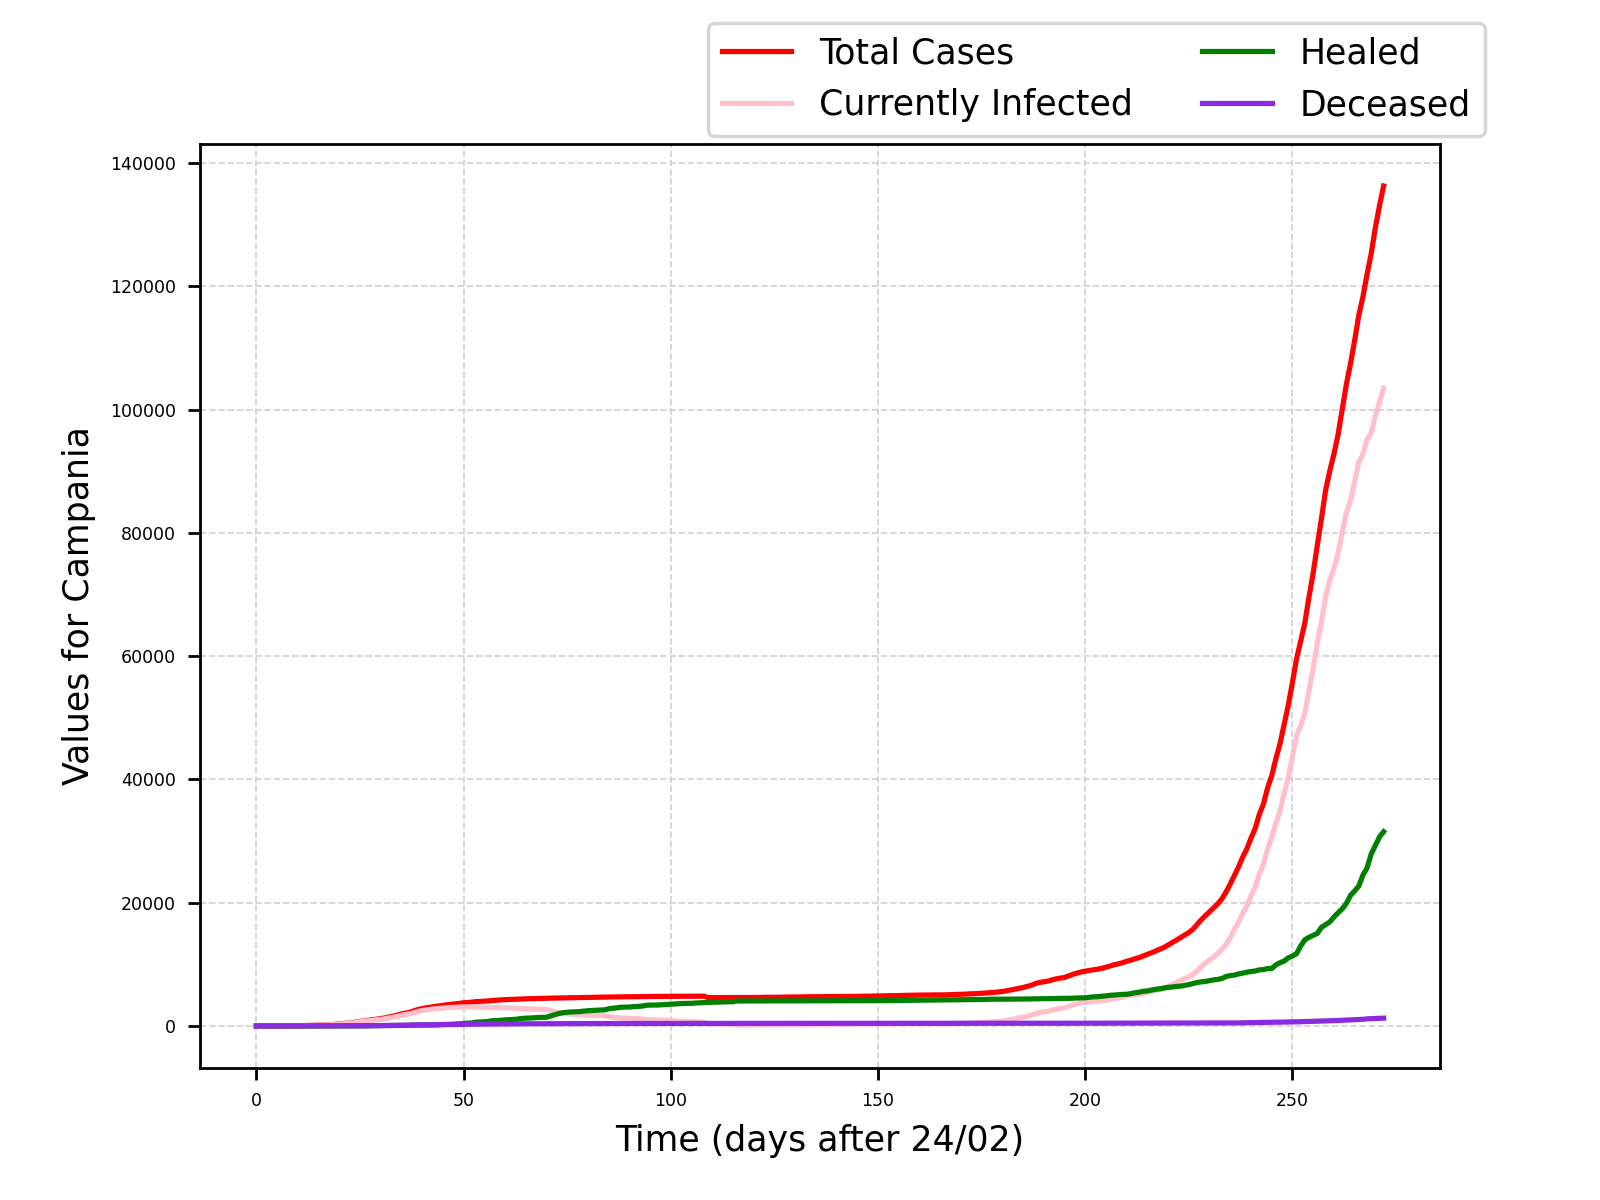 Total Cases
Currently Infected
Healed
Deceased
140000
120000
100000
80000
60000
40000
20000
0
Values for Campania
0 50 100 150 200 250
Time (days after 24/02)